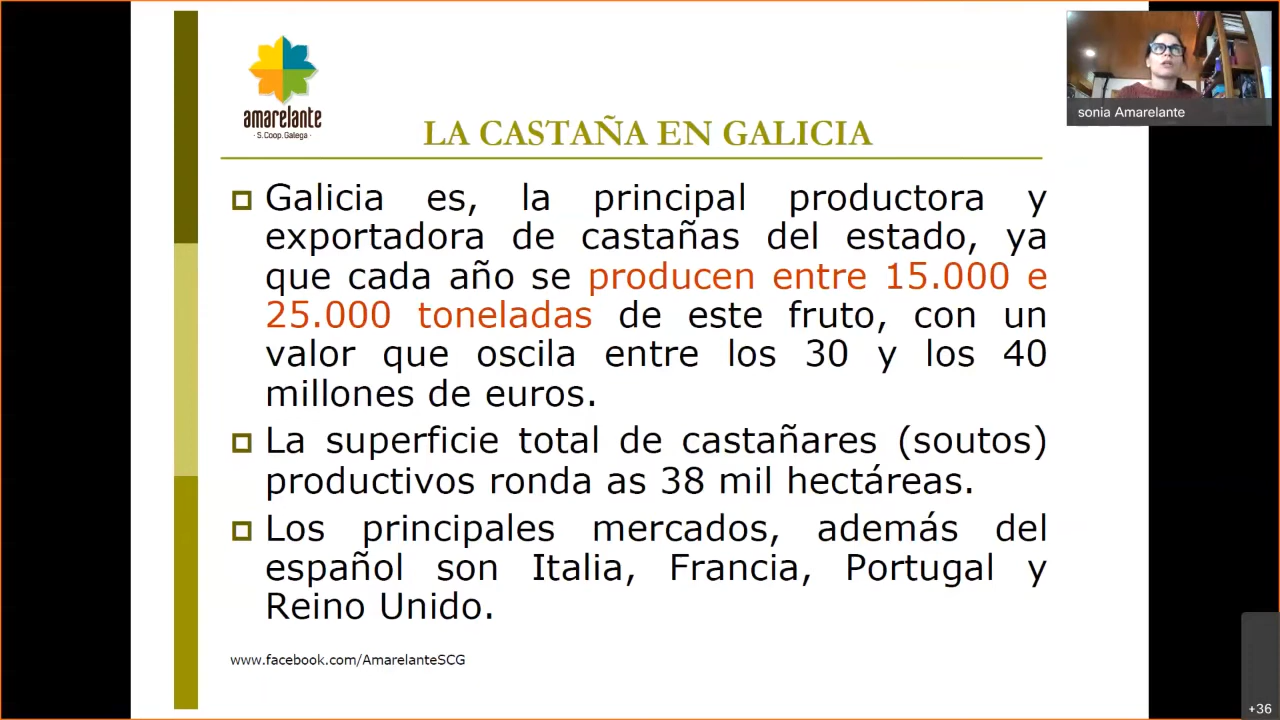 amarelante
· S.Coop.Galega ·
LA CASTAÑA EN GALICIA
sonia Amarelante
Galicia es, la principal productora y
exportadora de castañas del estado, ya
que cada año se producen entre 15.000 e
25.000 toneladas de este fruto, con un
valor que oscila entre los 30 y los 40
millones de euros.
La superficie total de castañares (soutos)
productivos ronda as 38 mil hectáreas.
Los principales mercados, además del
español son Italia, Francia, Portugal y
Reino Unido.
www.facebook.com/AmarelanteSCG
+36